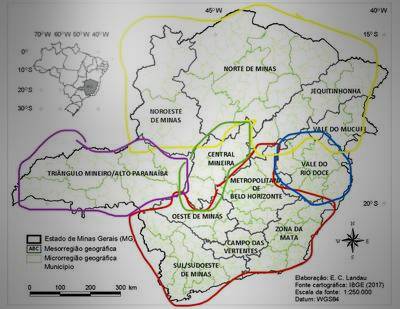 45°W
40°W
70°W 60°W 50°W 40°W
0°
15°S
10°S
20°S
30°S
NORTE DE MINAS
JEQUITINHONHA
NOROESTE
DE MINAS
VALE DO MUCURI
CENTRAL
MINEIRA
VALE DO
RIO DOCE
TRIÂNGULO MINEIRO/ALTO PARANAÍBA
METROPOLITANA
DE
BELO HORIZONTE
20°S
OESTE DE MINAS
ZONA DA
MATA
CAMPO DAS
VERTENTES
SUL/SUDOESTE
DE MINAS
Estado de Minas Gerais (MG)
ABC Mesorregião geográfica
Microrregião geográfica
Município
0 100 200 300
km
Elaboração: E. C. Landau
Fonte cartográfica: IBGE (2017)
Escala da fonte: 1:250.000
Datum: WGS84